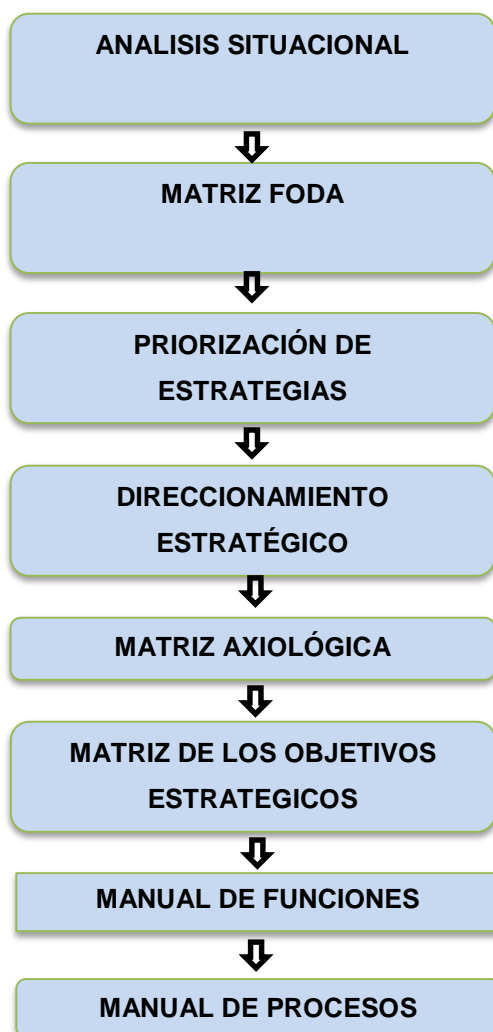 ANALISIS SITUACIONAL
MATRIZ FODA
PRIORIZACIÓN DE
ESTRATEGIAS
DIRECCIONAMIENTO
ESTRATÉGICO
MATRIZ AXIOLÓGICA
MATRIZ DE LOS OBJETIVOS
ESTRATEGICOS
MANUAL DE FUNCIONES
MANUAL DE PROCESOS